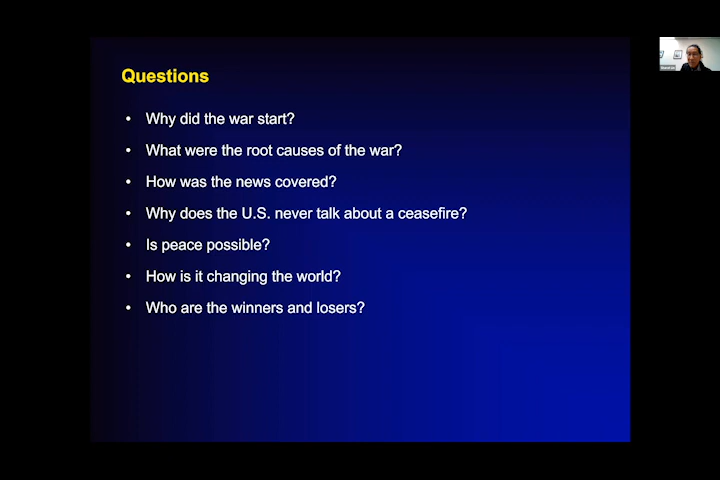 Questions
• Why did the war start?
• What were the root causes of the war?
• How was the news covered?
• Why does the U.S. never talk about a ceasefire?
• Is peace possible?
• How is it changing the world?
• Who are the winners and losers?